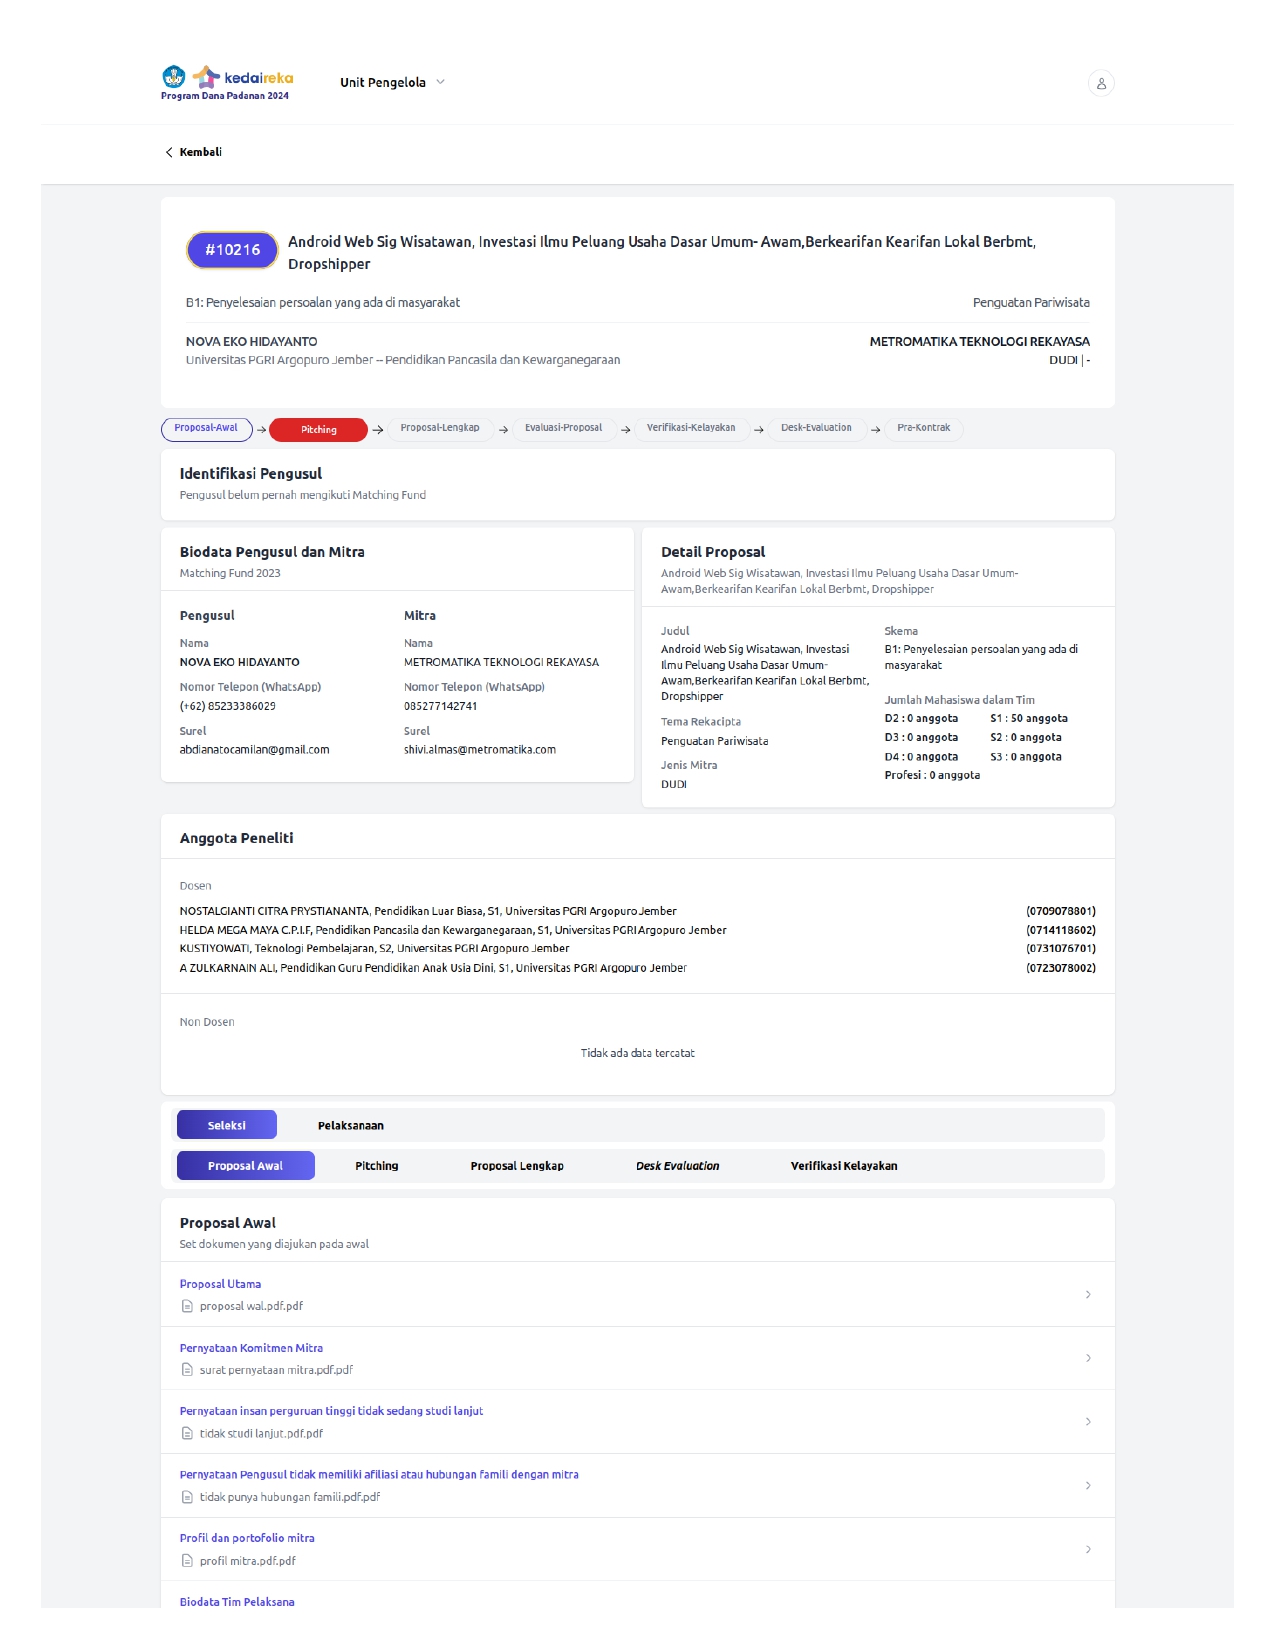 kedaireka
Program Dana Padanan 2024
Unit Pengelola
Kembali
#10216
Android Web Sig Wisatawan, Investasi Ilmu Peluang Usaha Dasar Umum- Awam,Berkearifan Kearifan Lokal Berbmt,
Dropshipper
B1: Penyelesaian persoalan yang ada di masyarakat
Penguatan Pariwisata
NOVA EKO HIDAYANTO
METROMATIKA TEKNOLOGI REKAYASA
Universitas PGRI Argopuro Jember -- Pendidikan Pancasila dan Kewarganegaraan
DUDI | -
Proposal-Awal → Pitching → Proposal-Lengkap → Evaluasi-Proposal → Verifikasi-Kelayakan → Desk-Evaluation → Pra-Kontrak
Identifikasi Pengusul
Pengusul belum pernah mengikuti Matching Fund
Biodata Pengusul dan Mitra
Matching Fund 2023
Pengusul
Nama
NOVA EKO HIDAYANTO
Nomor Telepon (WhatsApp)
(+62) 85233386029
Surel
abdianatocamilan@gmail.com
Mitra
Nama
METROMATIKA TEKNOLOGI REKAYASA
Nomor Telepon (WhatsApp)
085277142741
Surel
shivi.almas@metromatika.com
Detail Proposal
Android Web Sig Wisatawan, Investasi Ilmu Peluang Usaha Dasar Umum-
Awam,Berkearifan Kearifan Lokal Berbmt, Dropshipper
Judul
Android Web Sig Wisatawan, Investasi
Ilmu Peluang Usaha Dasar Umum-
Awam,Berkearifan Kearifan Lokal Berbmt,
Dropshipper
Tema Rekacipta
Penguatan Pariwisata
Jenis Mitra
DUDI
Skema
B1: Penyelesaian persoalan yang ada di
masyarakat
Jumlah Mahasiswa dalam Tim
D2 : 0 anggota S1 : 50 anggota
D3 : 0 anggota S2 : 0 anggota
D4 : 0 anggota S3 : 0 anggota
Profesi : 0 anggota
Anggota Peneliti
Dosen
NOSTALGIANTI CITRA PRYSTIANANTA, Pendidikan Luar Biasa, S1, Universitas PGRI Argopuro Jember (0709078801)
HELDA MEGA MAYA C.P.I.F, Pendidikan Pancasila dan Kewarganegaraan, S1, Universitas PGRI Argopuro Jember (0714118602)
KUSTIYOWATI, Teknologi Pembelajaran, S2, Universitas PGRI Argopuro Jember (0731076701)
A ZULKARNAIN ALI, Pendidikan Guru Pendidikan Anak Usia Dini, S1, Universitas PGRI Argopuro Jember (0723078002)
Non Dosen
Tidak ada data tercatat
Seleksi Pelaksanaan
Proposal Awal Pitching Proposal Lengkap Desk Evaluation Verifikasi Kelayakan
Proposal Awal
Set dokumen yang diajukan pada awal
Proposal Utama
proposal wal.pdf.pdf
Pernyataan Komitmen Mitra
surat pernyataan mitra.pdf.pdf
Pernyataan insan perguruan tinggi tidak sedang studi lanjut
tidak studi lanjut.pdf.pdf
Pernyataan Pengusul tidak memiliki afiliasi atau hubungan famili dengan mitra
tidak punya hubungan famili.pdf.pdf
Profil dan portofolio mitra
profil mitra.pdf.pdf
Biodata Tim Pelaksana